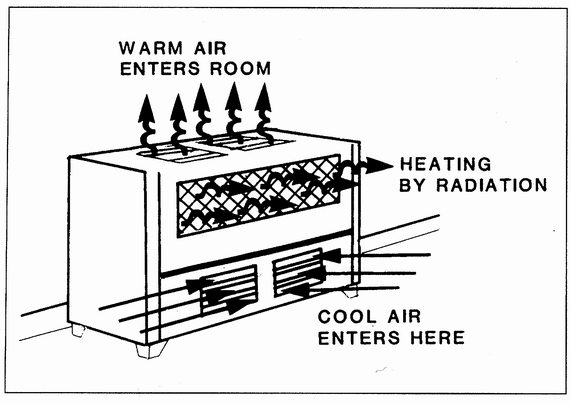 WARM AIR
ENTERS ROOM
HEATING
BY RADIATION
COOL AIR
ENTERS HERE